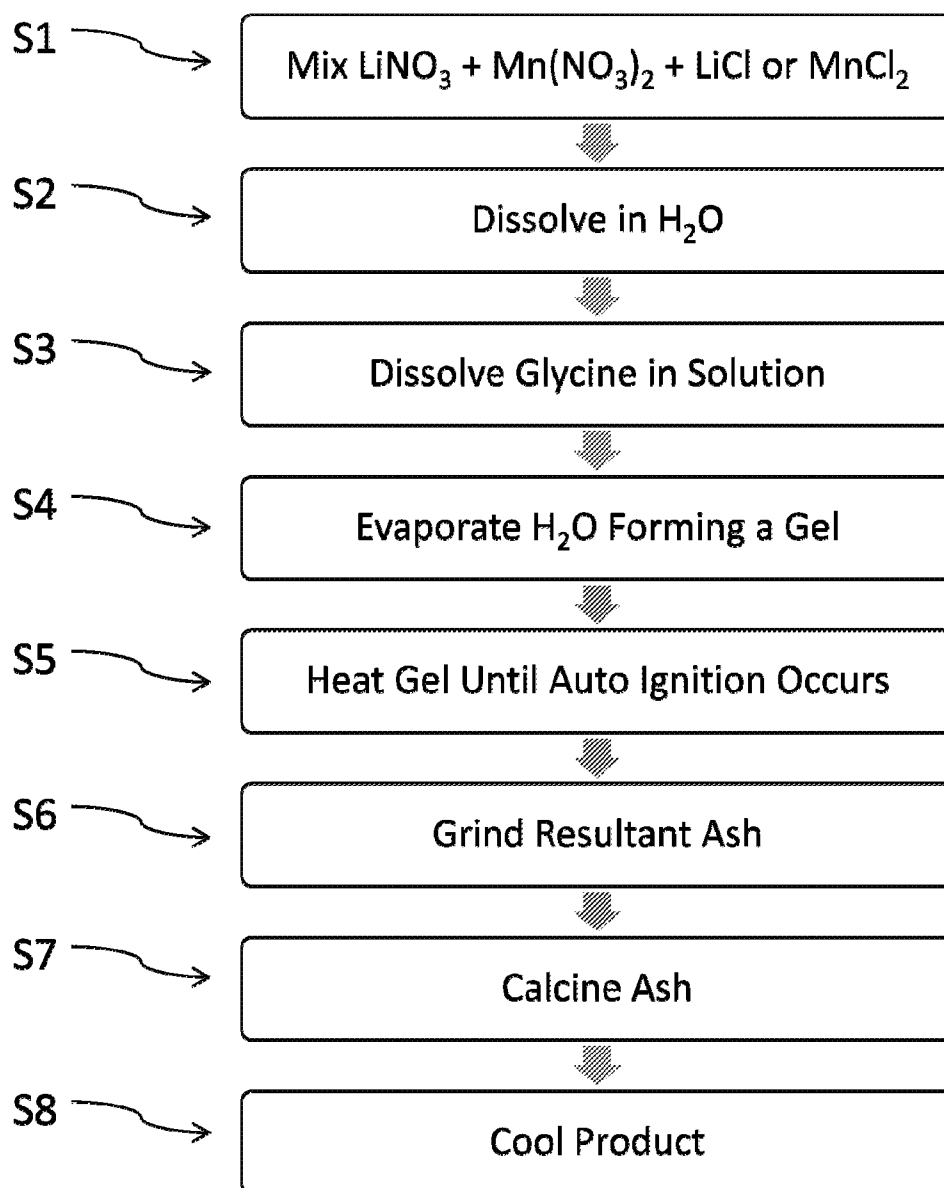 S1
Mix LiNO₃ + Mn(NO₃)₂ + LiCl or MnCl₂
S2
Dissolve in H₂O
S3
Dissolve Glycine in Solution
S4
Evaporate H₂O Forming a Gel
S5
Heat Gel Until Auto Ignition Occurs
S6
Grind Resultant Ash
S7
Calcine Ash
S8
Cool Product